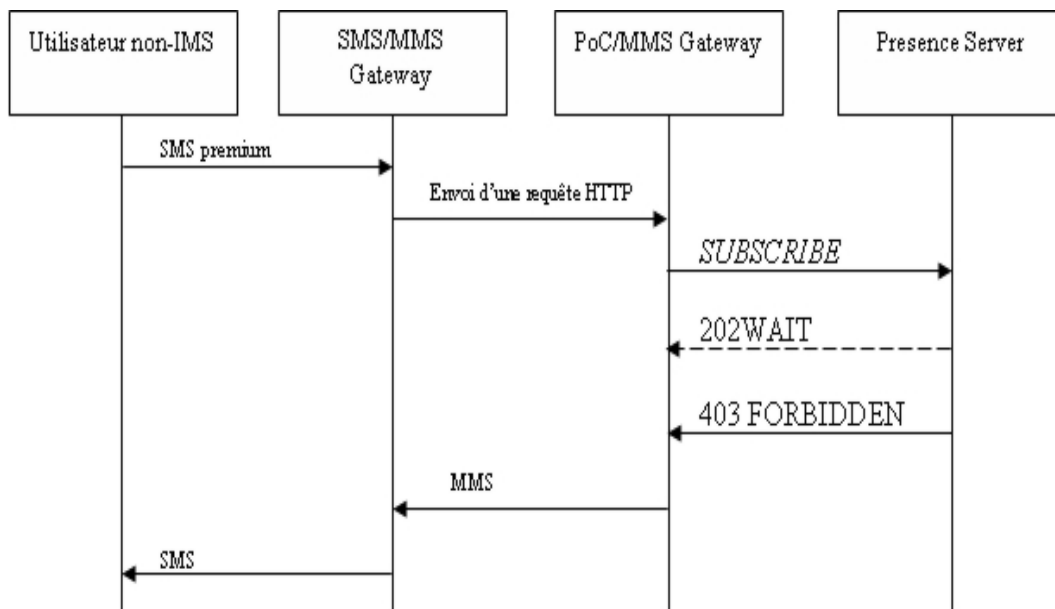 Utilisateur non-IMS
SMS/MMS
Gateway
PoC/MMS Gateway
Presence Server
SMS premium
Envoi d'une requête HTTP
SUBSCRIBE
202WAIT
403 FORBIDDEN
MMS
SMS